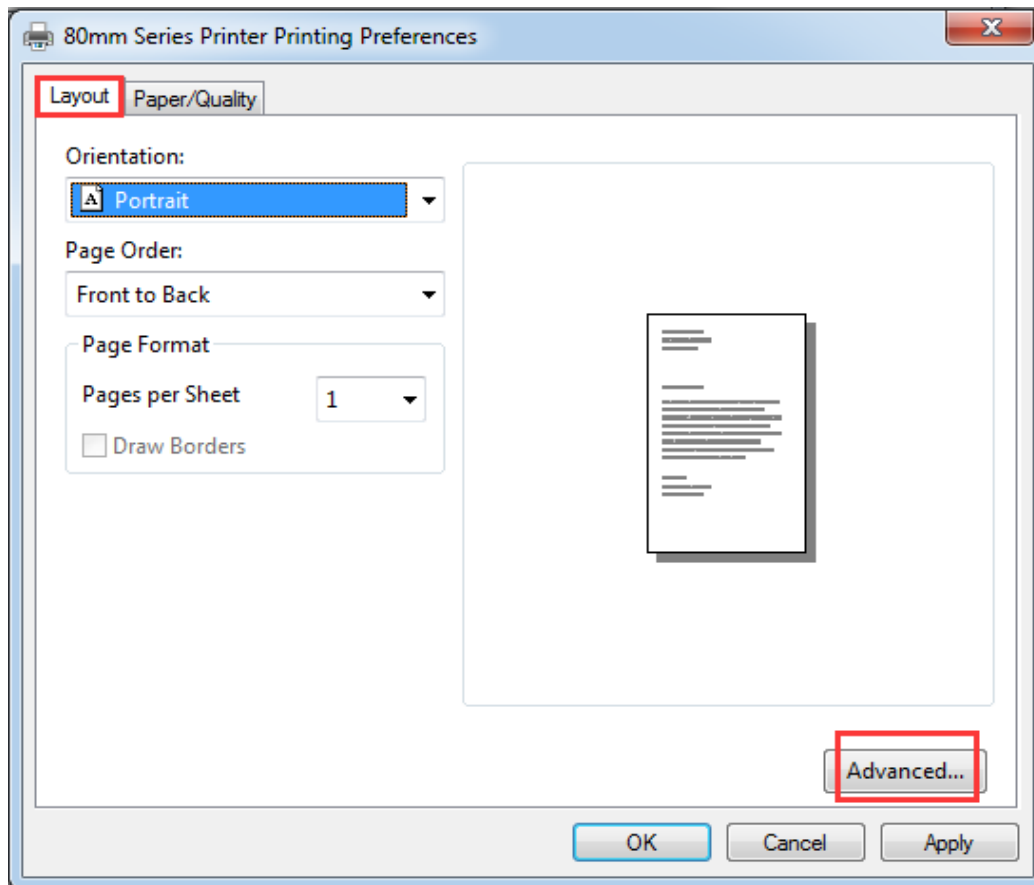 80mm Series Printer Printing Preferences
Layout Paper/Quality
Orientation:
Portrait
Page Order:
Front to Back
Page Format
Pages per Sheet 1
Draw Borders
Advanced...
OK Cancel Apply